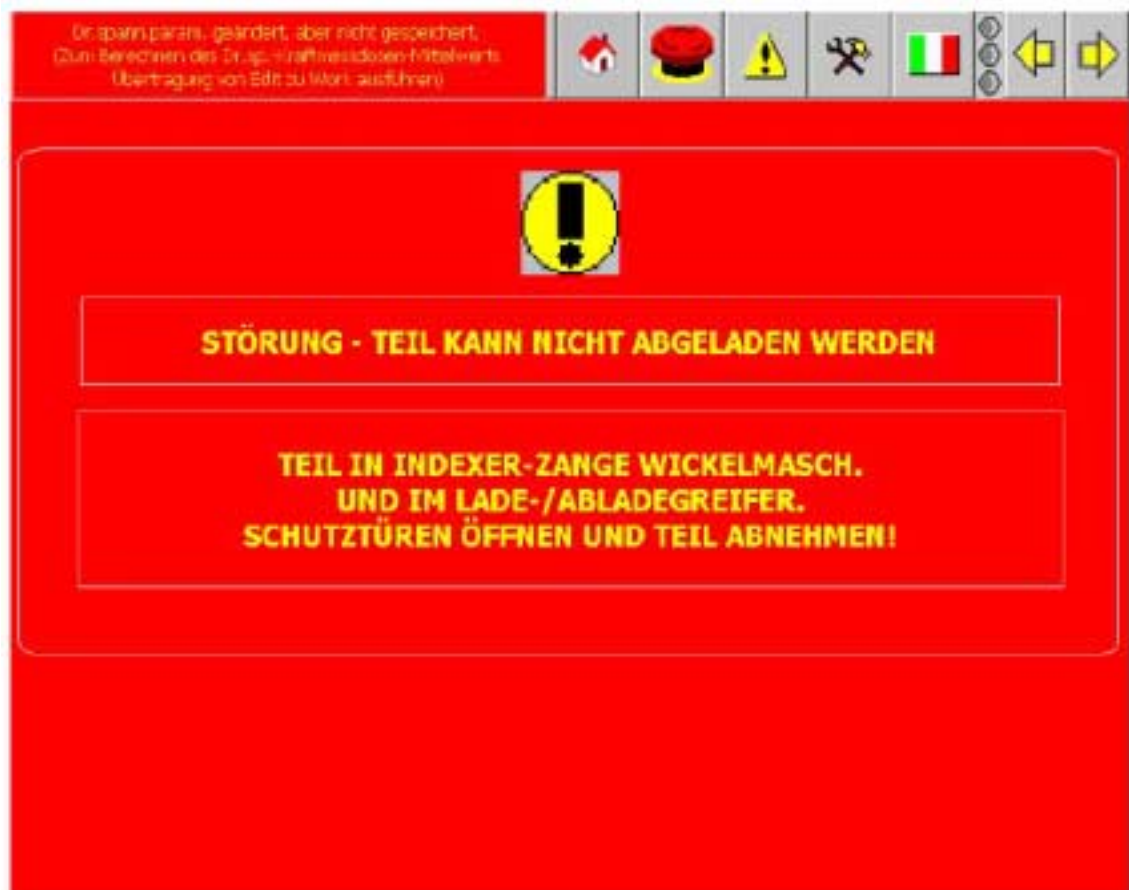 Dr.spann.param. geändert, aber nicht gespeichert.
(Zum Berechnen des Dr.sp.-Kraftmessdosen-Mittelwerts
Übertragung von Edit zu Work ausführen)
STÖRUNG - TEIL KANN NICHT ABGELADEN WERDEN
TEIL IN INDEXER-ZANGE WICKELMASCH.
UND IM LADE-/ABLADEGREIFER.
SCHUTZTÜREN ÖFFNEN UND TEIL ABNEHMEN!